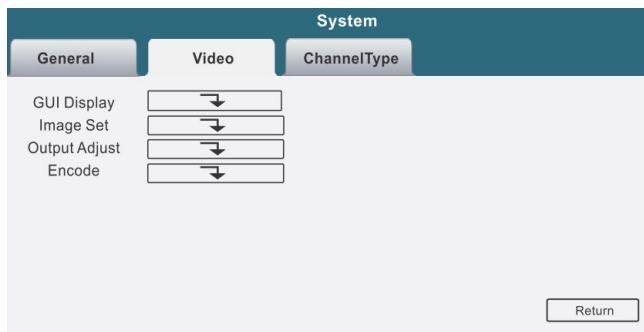 System
General Video ChannelType
GUI Display
Image Set
Output Adjust
Encode
Return